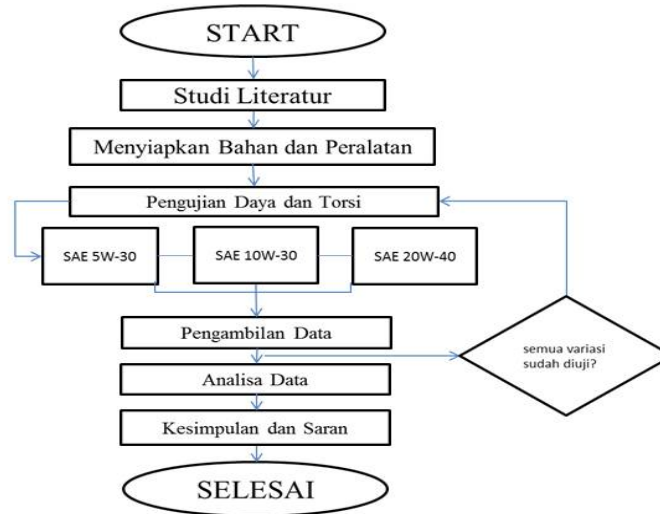 START
Studi Literatur
Menyiapkan Bahan dan Peralatan
Pengujian Daya dan Torsi
SAE 5W-30
SAE 10W-30
SAE 20W-40
Pengambilan Data
semua variasi
sudah diuji?
Analisa Data
Kesimpulan dan Saran
SELESAI